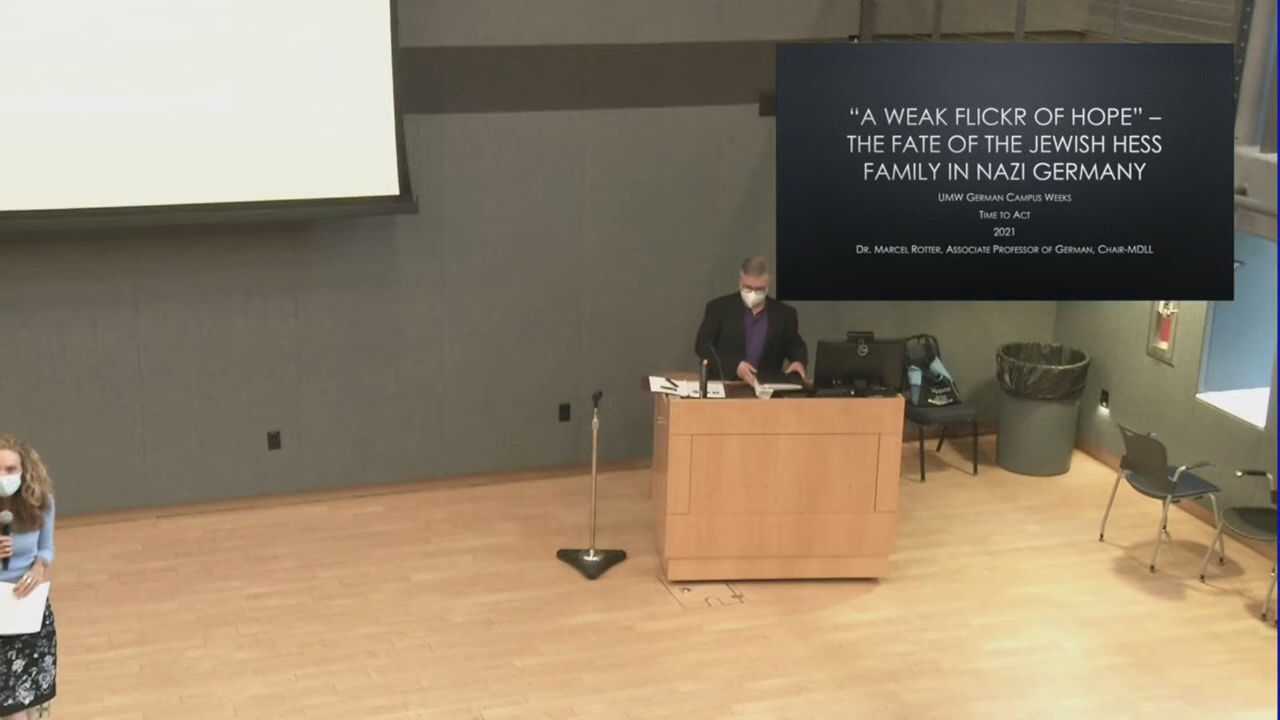 “A WEAK FLICKR OF HOPE” –
THE FATE OF THE JEWISH HESS
FAMILY IN NAZI GERMANY
UMW GERMAN CAMPUS WEEKS
TIME TO ACT
2021
DR. MARCEL ROTTER, ASSOCIATE PROFESSOR OF GERMAN, CHAIR-MDLL